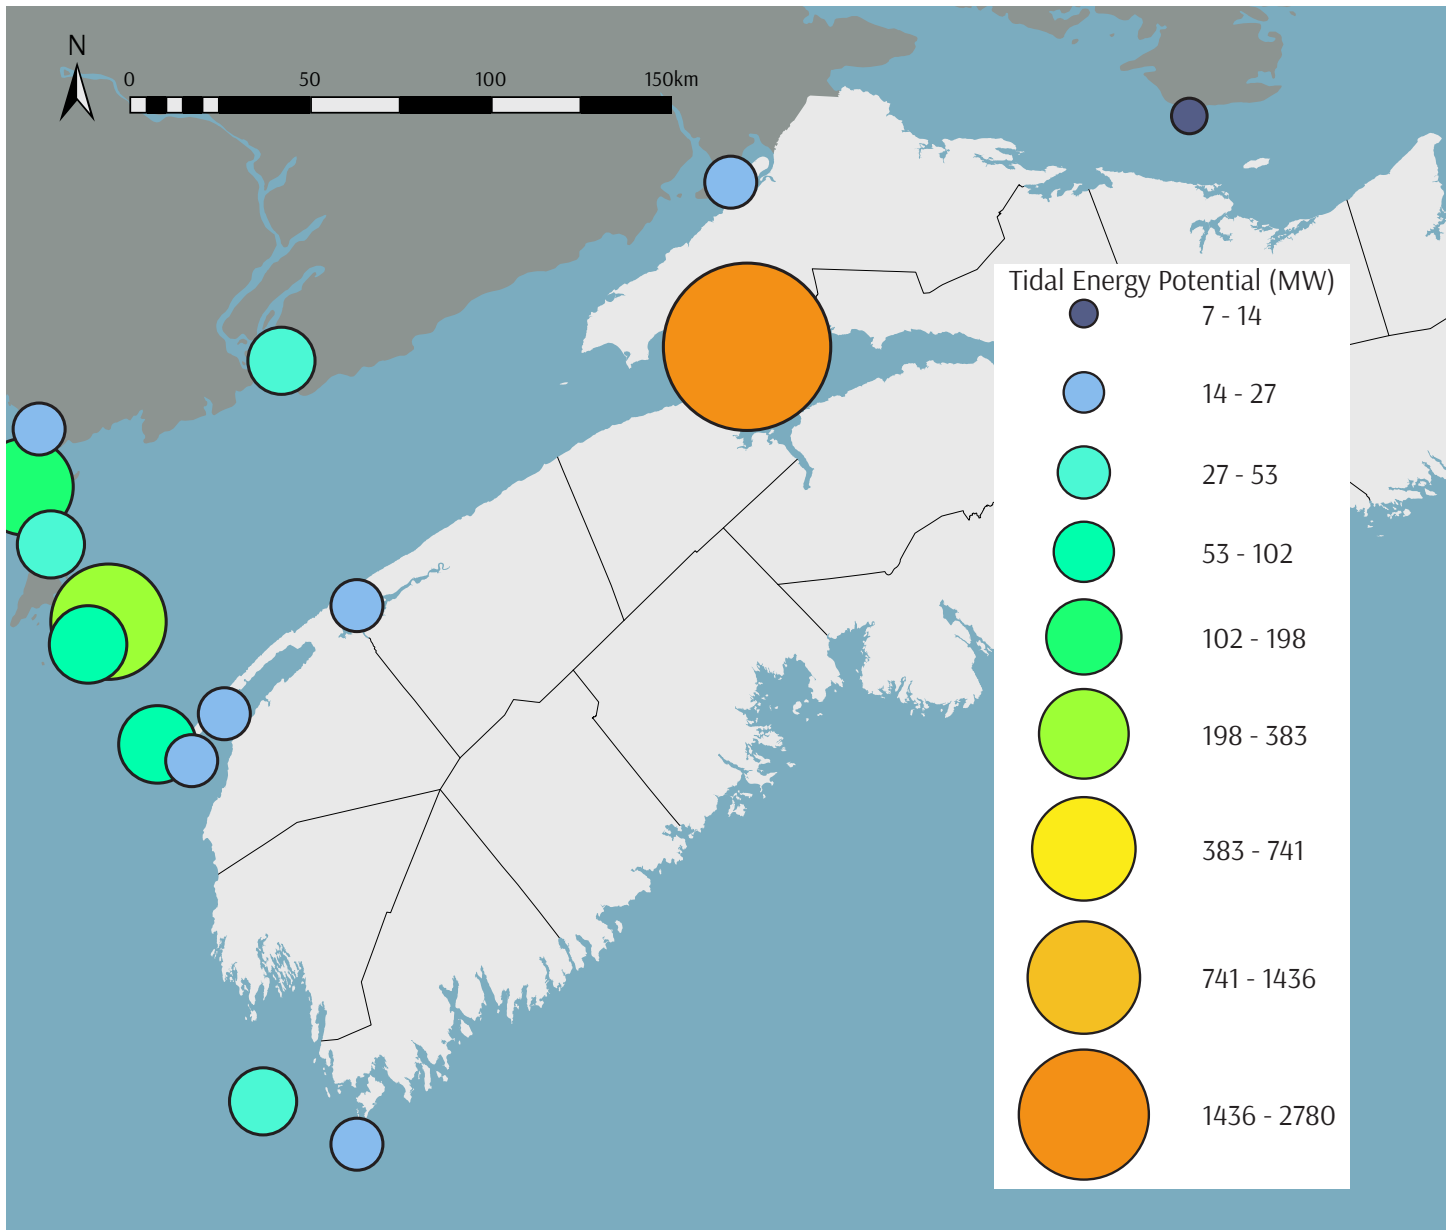 N
0 50 100 150km
Tidal Energy Potential (MW)
7 - 14
14 - 27
27 - 53
53 - 102
102 - 198
198 - 383
383 - 741
741 - 1436
1436 - 2780